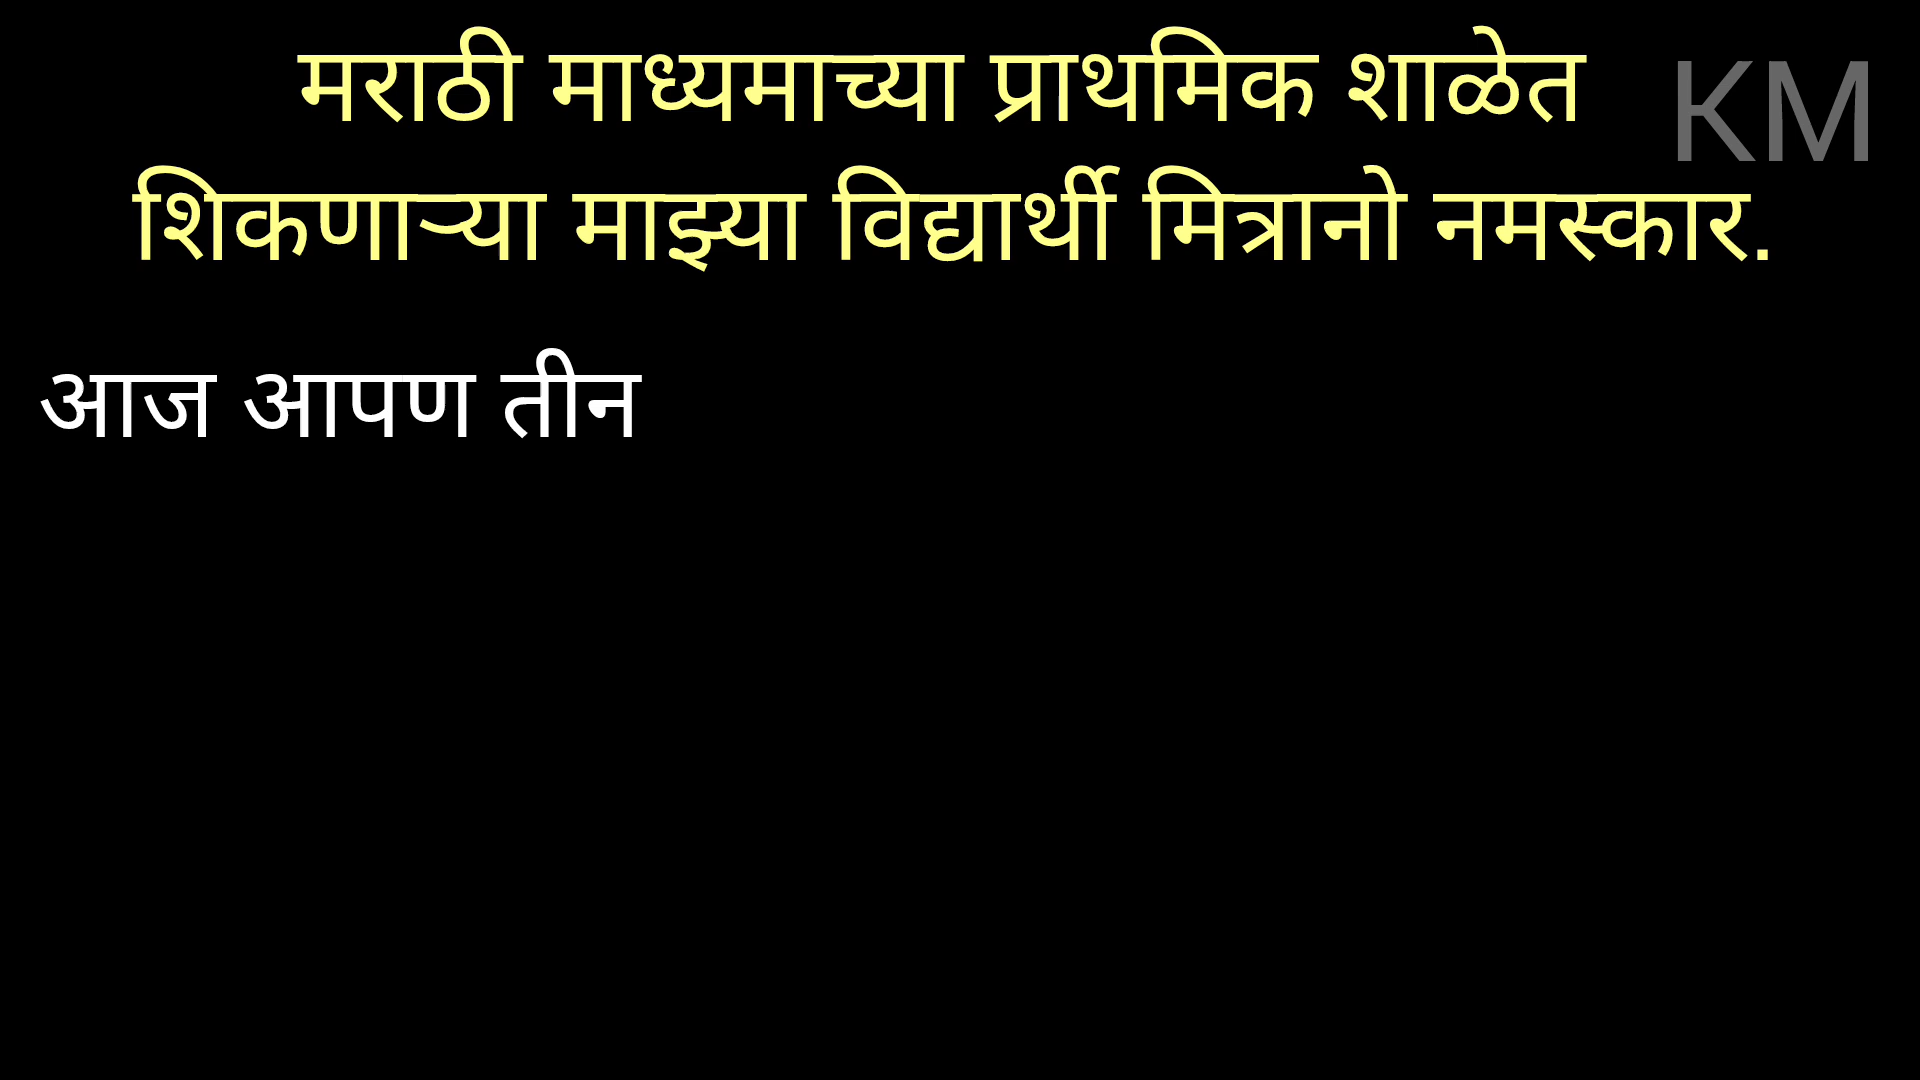 मराठी माध्यमाच्या प्राथमिक शाळेत
KM
शिकणाऱ्या माझ्या विद्यार्थी मित्रानो नमस्कार.
आज आपण तीन